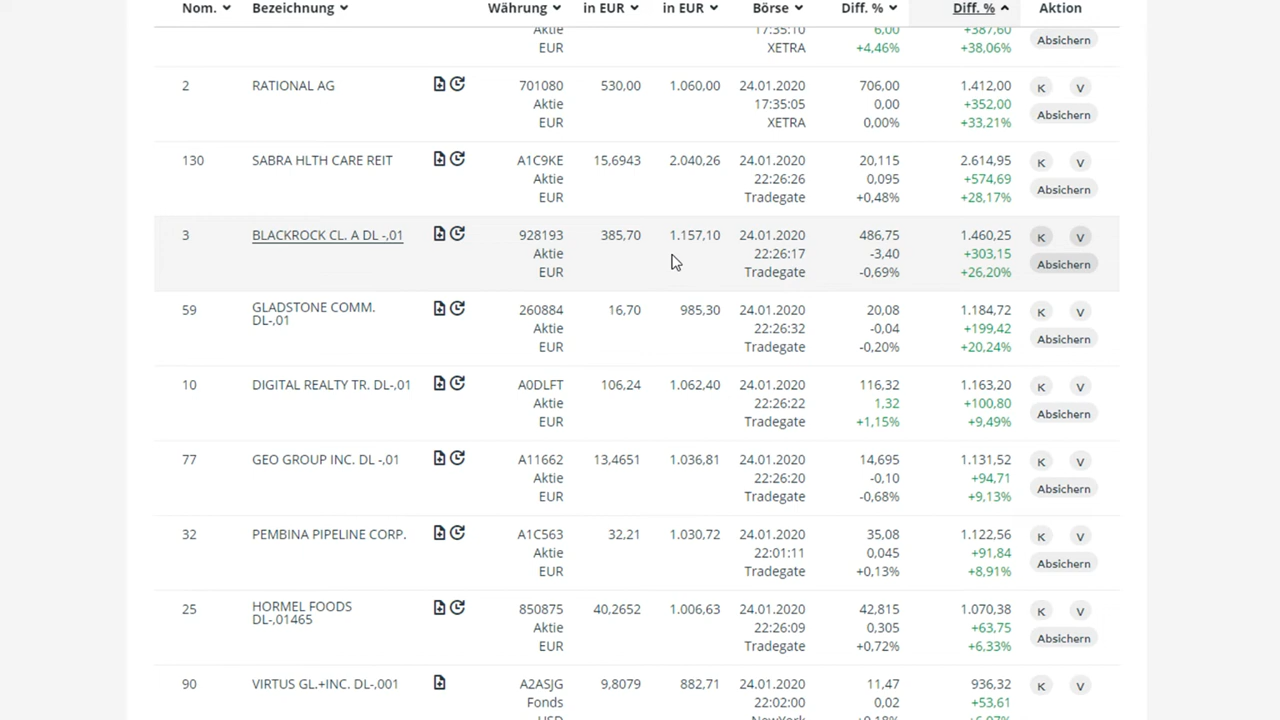 Nom. Bezeichnung Währung in EUR in EUR Börse Diff. % Diff. % Aktion
Aktie 17:35:10 6,00 +387,60 Absichern
EUR XETRA +4,46% +38,06%
2 RATIONAL AG 701080 530,00 1.060,00 24.01.2020 706,00 1.412,00 K V
Aktie 17:35:05 0,00 +352,00 Absichern
EUR XETRA 0,00% +33,21%
130 SABRA HLTH CARE REIT A1C9KE 15,6943 2.040,26 24.01.2020 20,115 2.614,95 K V
Aktie 22:26:26 0,095 +574,69 Absichern
EUR Tradegate +0,48% +28,17%
3 BLACKROCK CL. A DL -,01 928193 385,70 1.157,10 24.01.2020 486,75 1.460,25 K V
Aktie 22:26:17 -3,40 +303,15 Absichern
EUR Tradegate -0,69% +26,20%
59 GLADSTONE COMM. 260884 16,70 985,30 24.01.2020 20,08 1.184,72 K V
DL-,01 Aktie 22:26:32 -0,04 +199,42 Absichern
EUR Tradegate -0,20% +20,24%
10 DIGITAL REALTY TR. DL-,01 A0DLFT 106,24 1.062,40 24.01.2020 116,32 1.163,20 K V
Aktie 22:26:22 1,32 +100,80 Absichern
EUR Tradegate +1,15% +9,49%
77 GEO GROUP INC. DL -,01 A11662 13,4651 1.036,81 24.01.2020 14,695 1.131,52 K V
Aktie 22:26:20 -0,10 +94,71 Absichern
EUR Tradegate -0,68% +9,13%
32 PEMBINA PIPELINE CORP. A1C563 32,21 1.030,72 24.01.2020 35,08 1.122,56 K V
Aktie 22:01:11 0,045 +91,84 Absichern
EUR Tradegate +0,13% +8,91%
25 HORMEL FOODS 850875 40,2652 1.006,63 24.01.2020 42,815 1.070,38 K V
DL-,01465 Aktie 22:26:09 0,305 +63,75 Absichern
EUR Tradegate +0,72% +6,33%
90 VIRTUS GL.+INC. DL-,001 A2ASJG 9,8079 882,71 24.01.2020 11,47 936,32 K V
Fonds 22:02:00 0,02 +53,61
USD NewYork +0,18% +6,07%